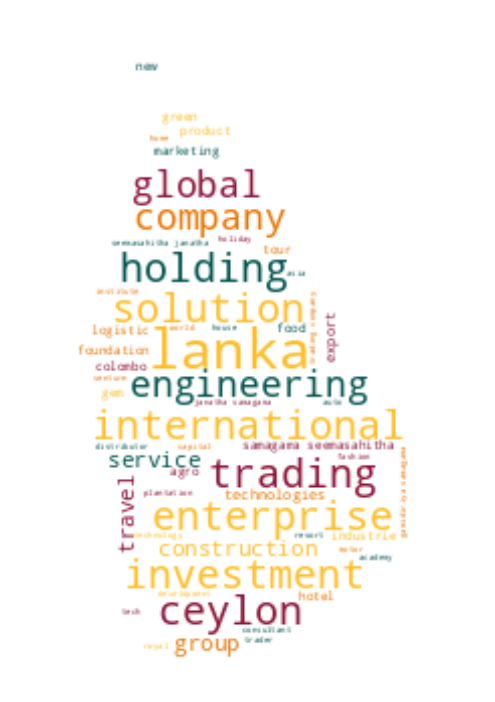 new
green
product
home
marketing
global
company
seemasahitha janatha
holiday
tour
holding
asia
institute
solution
trading company
export
logistic
world
house
food
lanka
foundation
colombo
venture
engineering
gem
janatha samagama
auto
international
distributor
capital
samagama seemasahitha
service
fashion
agro
trading
travel
plantation
technologies
enterprise
technology
resort
industrie
construction
motor
academy
investment
development
hotel
tech
ceylon
consultant
group
trader
royal